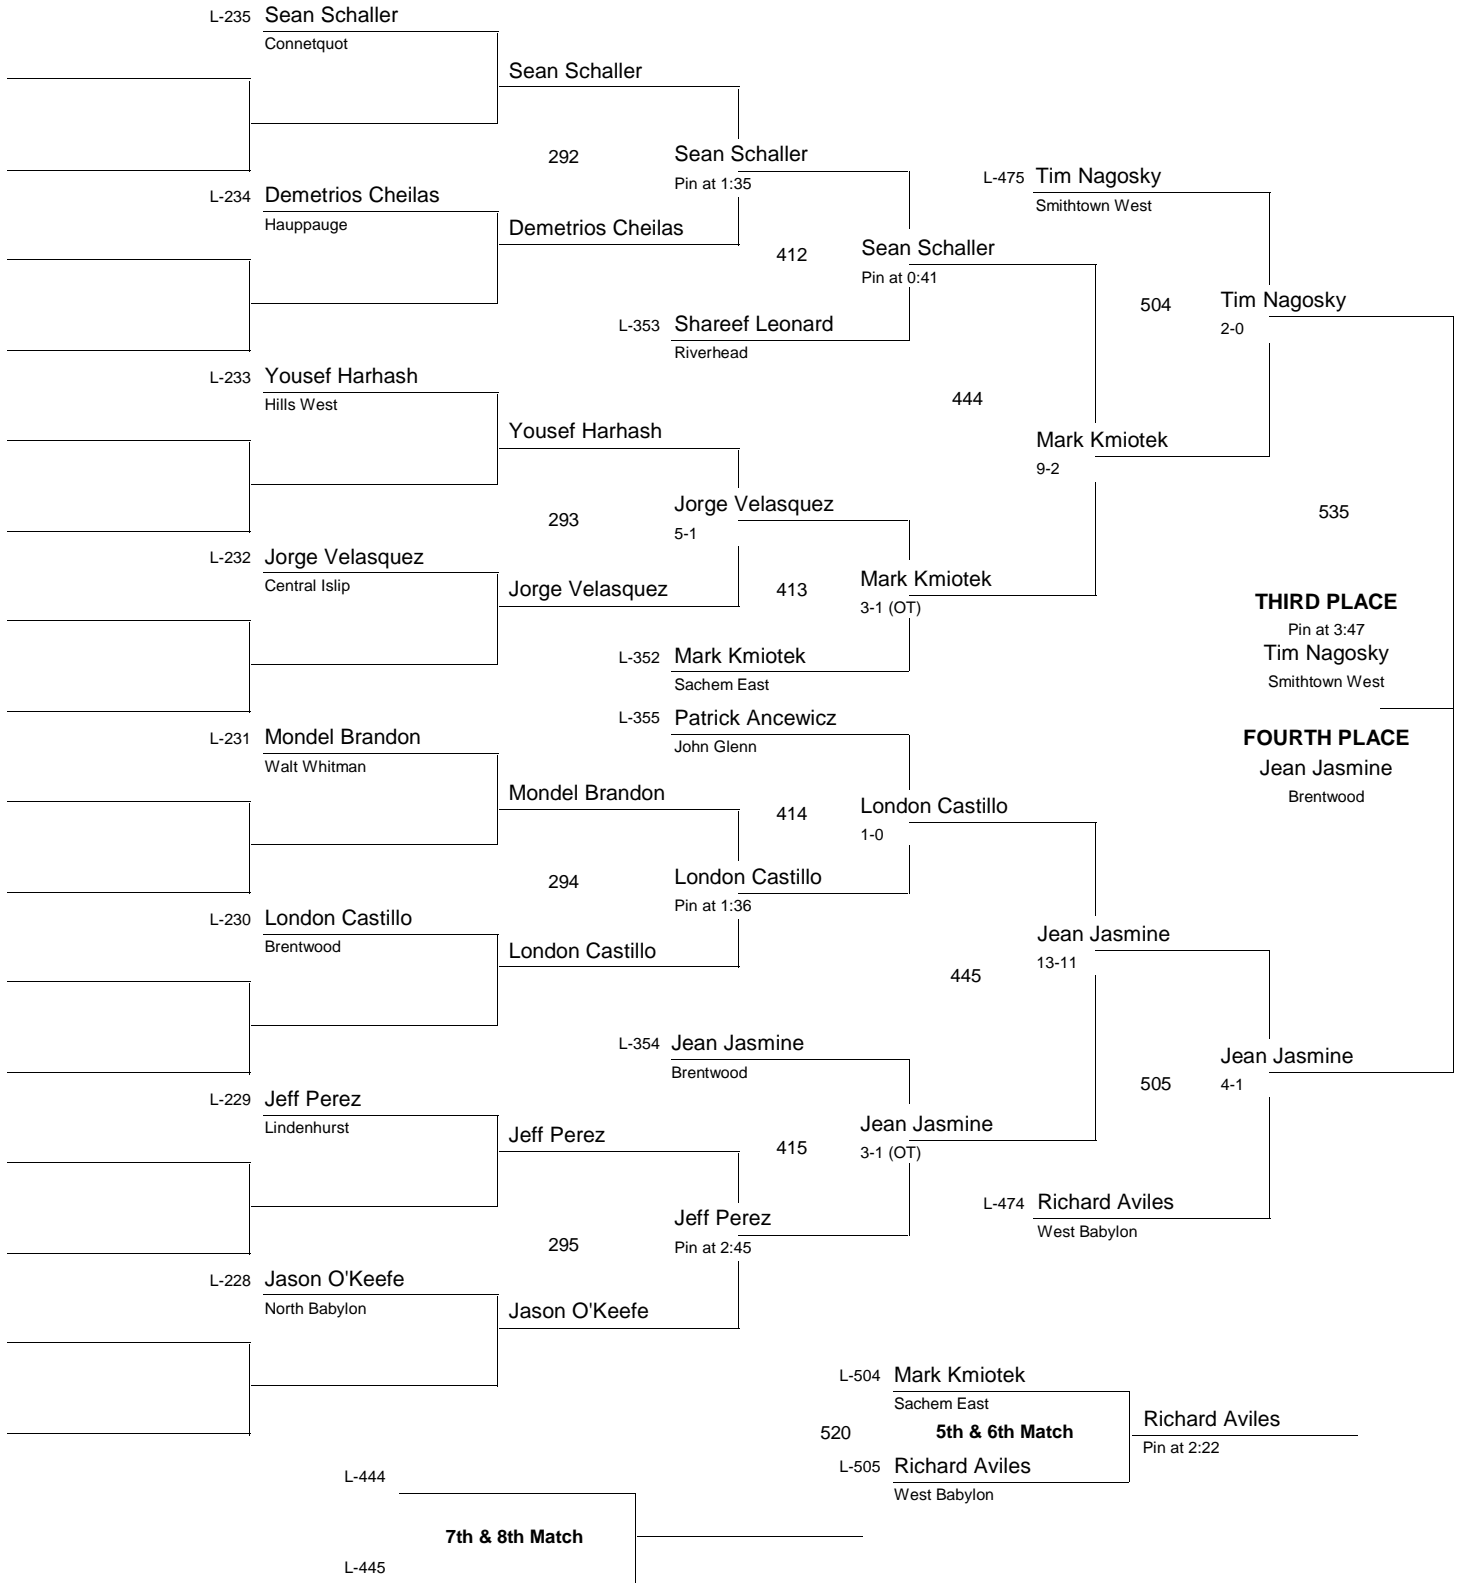 L-235 Sean Schaller
Connetquot
Sean Schaller
292
Sean Schaller
Pin at 1:35
L-234 Demetrios Cheilas
Hauppauge
Demetrios Cheilas
412
Sean Schaller
Pin at 0:41
L-353 Shareef Leonard
Riverhead
L-475 Tim Nagosky
Smithtown West
504
Tim Nagosky
2-0
L-233 Yousef Harhash
Hills West
Yousef Harhash
444
Mark Kmiotek
9-2
293
Jorge Velasquez
5-1
535
L-232 Jorge Velasquez
Central Islip
Jorge Velasquez
413
Mark Kmiotek
3-1 (OT)
L-352 Mark Kmiotek
Sachem East
THIRD PLACE
Pin at 3:47
Tim Nagosky
Smithtown West
FOURTH PLACE
Jean Jasmine
Brentwood
L-355 Patrick Ancewicz
John Glenn
L-231 Mondel Brandon
Walt Whitman
Mondel Brandon
414
London Castillo
1-0
294
London Castillo
Pin at 1:36
L-230 London Castillo
Brentwood
London Castillo
445
Jean Jasmine
13-11
L-354 Jean Jasmine
Brentwood
505
Jean Jasmine
4-1
L-229 Jeff Perez
Lindenhurst
Jeff Perez
415
Jean Jasmine
3-1 (OT)
L-474 Richard Aviles
West Babylon
295
Jeff Perez
Pin at 2:45
L-228 Jason O'Keefe
North Babylon
Jason O'Keefe
L-504 Mark Kmiotek
Sachem East
520
5th & 6th Match
Richard Aviles
Pin at 2:22
L-505 Richard Aviles
West Babylon
L-444
7th & 8th Match
L-445